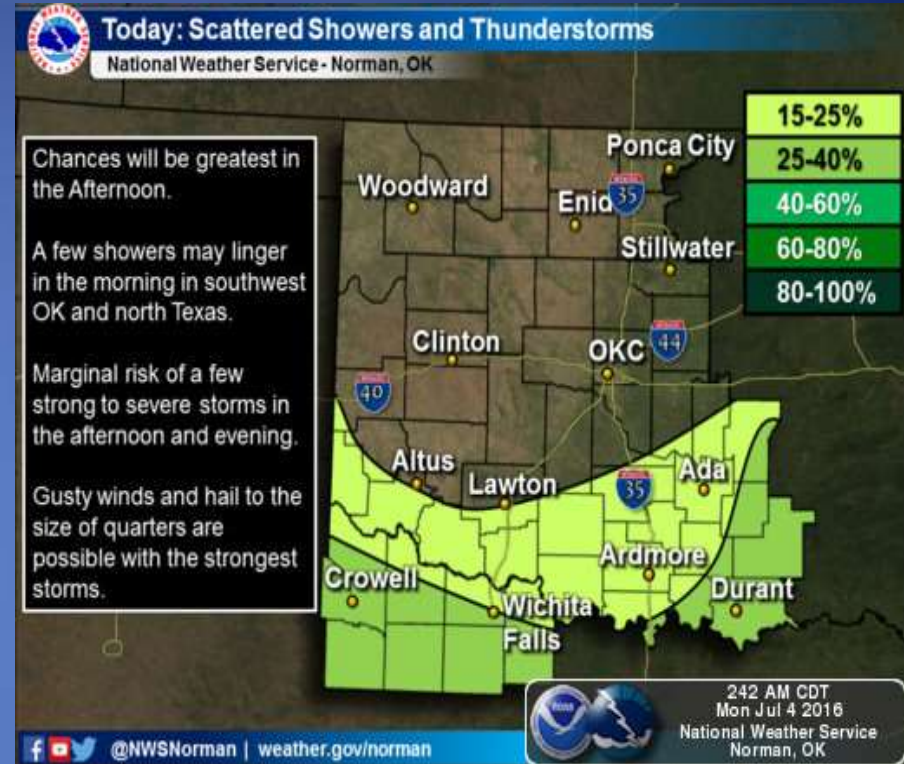 Today: Scattered Showers and Thunderstorms
National Weather Service - Norman, OK
Chances will be greatest in
the Afternoon.
A few showers may linger
in the morning in southwest
OK and north Texas.
Marginal risk of a few
strong to severe storms in
the afternoon and evening.
Gusty winds and hail to the
size of quarters are
possible with the strongest
storms.
15-25%
25-40%
40-60%
60-80%
80-100%
Ponca City
Woodward
35
Enid
Stillwater
Clinton
OKC
44
40
Altus
Lawton
35
Ada
Ardmore
Crowell
Durant
Wichita
Falls
242 AM CDT
Mon Jul 4 2016
National Weather Service
Norman, OK
@NWSNorman | weather.gov/norman